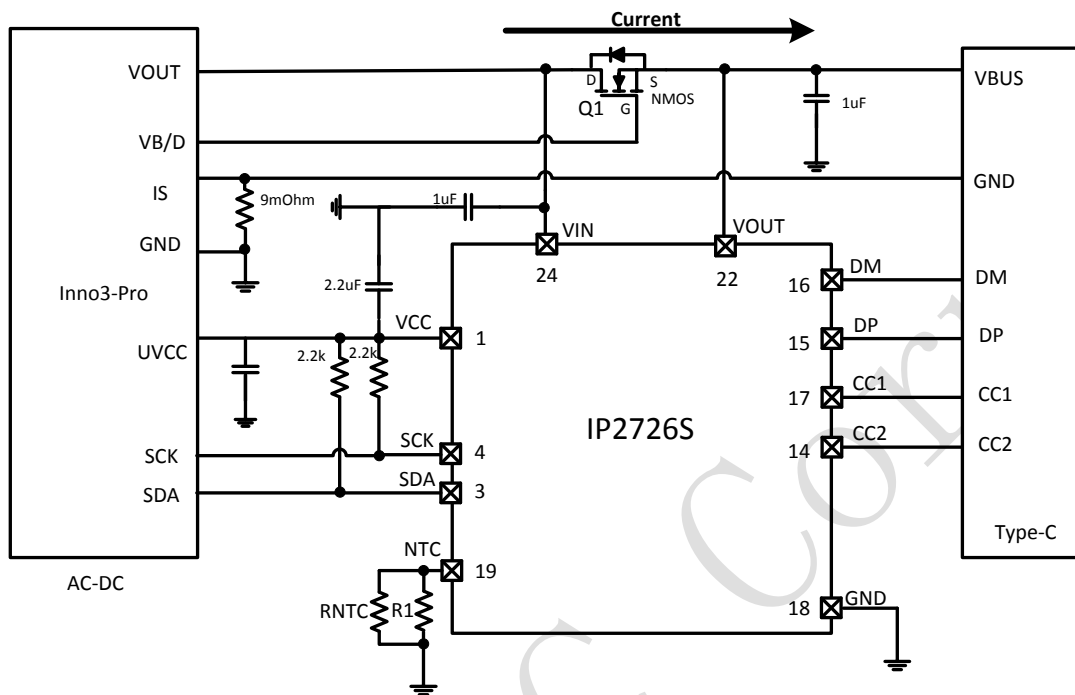 Current
VOUT
D
S
NMOS
Q1
G
1uF
VBUS
VB/D
IS
9mOhm
1uF
GND
GND
VIN
VOUT
24
22
Inno3-Pro
2.2uF
DM
16
DM
UVCC
VCC
1
DP
15
DP
2.2k
2.2k
CC1
17
CC1
IP2726S
CC2
14
CC2
SCK
SCK
4
SDA
SDA
3
Type-C
AC-DC
NTC
19
RNTC
R1
18
GND
C Corr